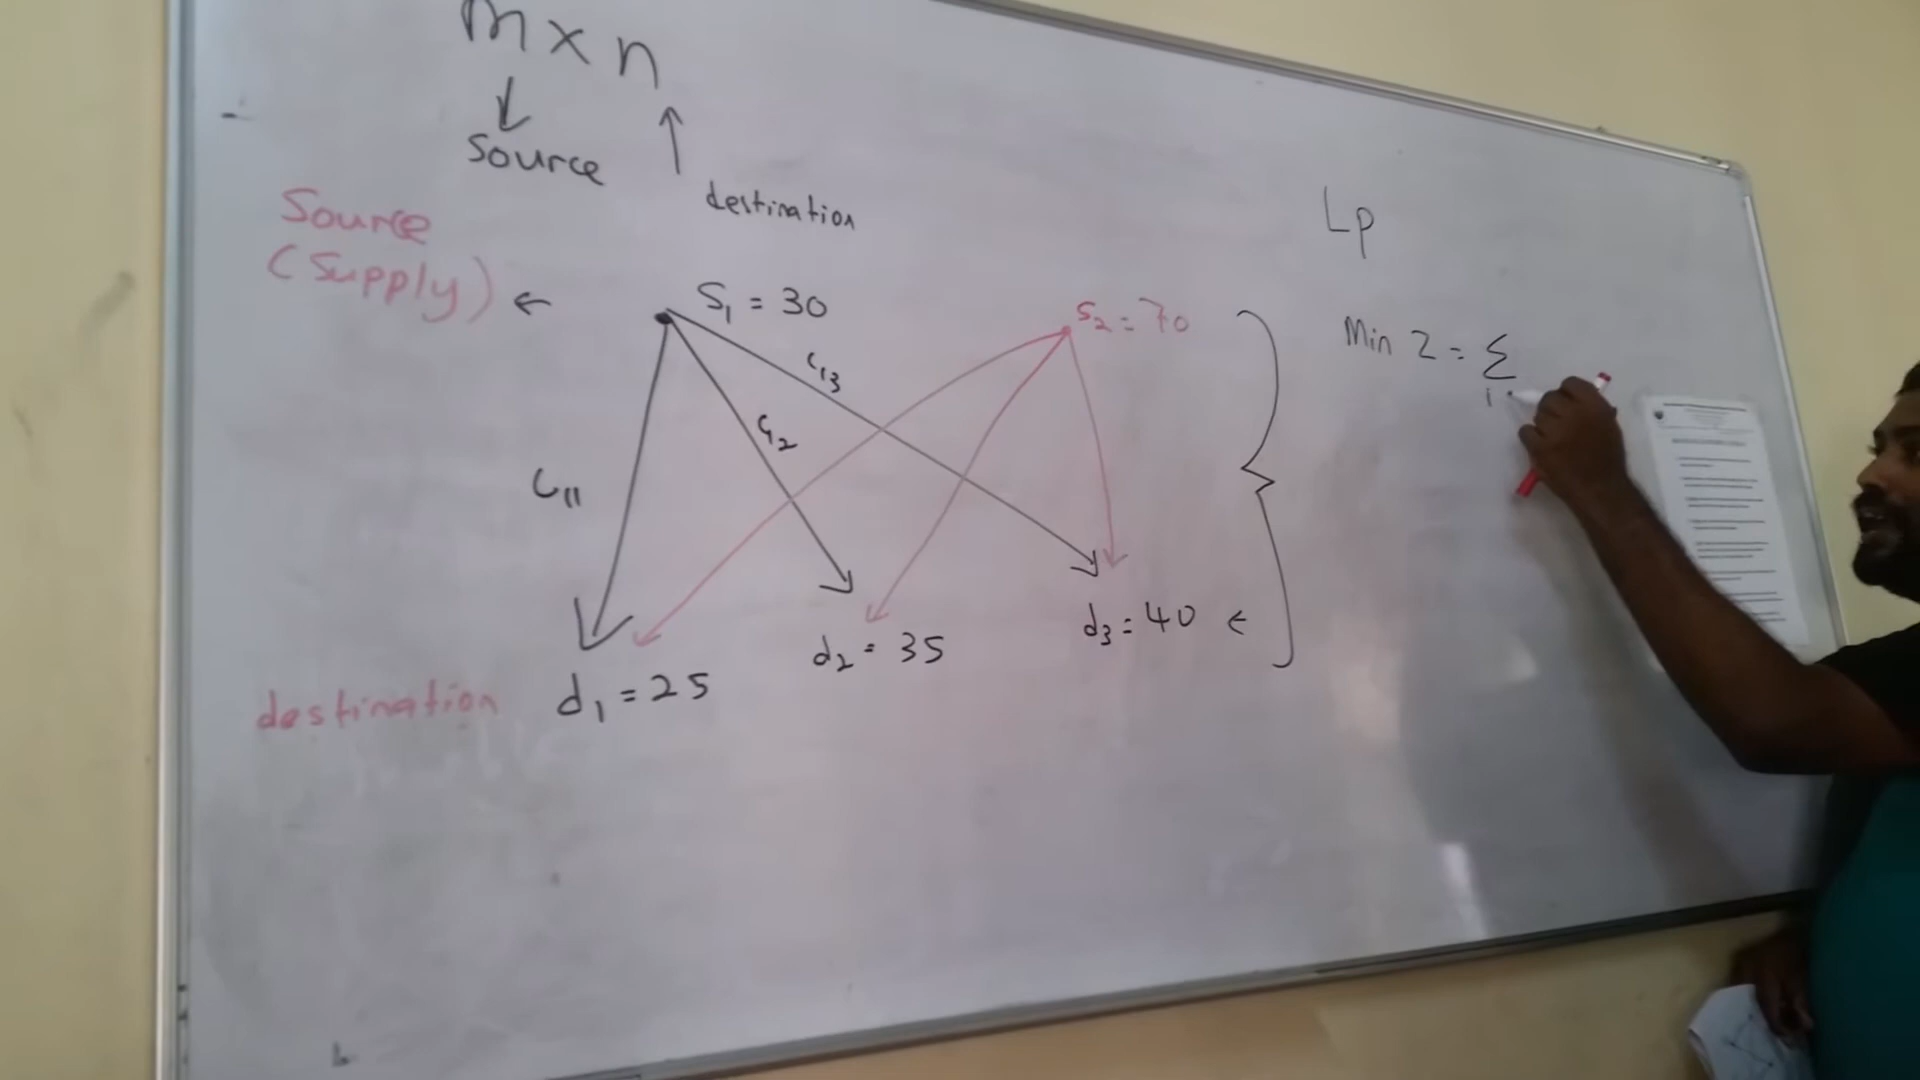 m x n
Source
destination
Source
(Supply) ←
S₁ = 30
S₂ = 70
C₁₁
C₁₂
C₁₃
d₁ = 25
d₂ = 35
d₃ = 40 ←
destination
Lp
Min Z = Σ
i